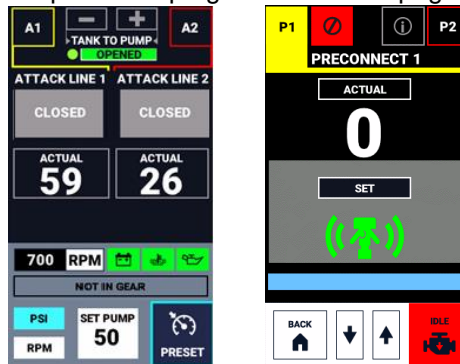 A1
A2
TANK TO PUMP
OPENED
ATTACK LINE 1 ATTACK LINE 2
CLOSED CLOSED
ACTUAL ACTUAL
59 26
700 RPM
NOT IN GEAR
PSI
RPM
SET PUMP
50
PRESET
P1
P2
PRECONNECT 1
ACTUAL
0
SET
BACK
IDLE